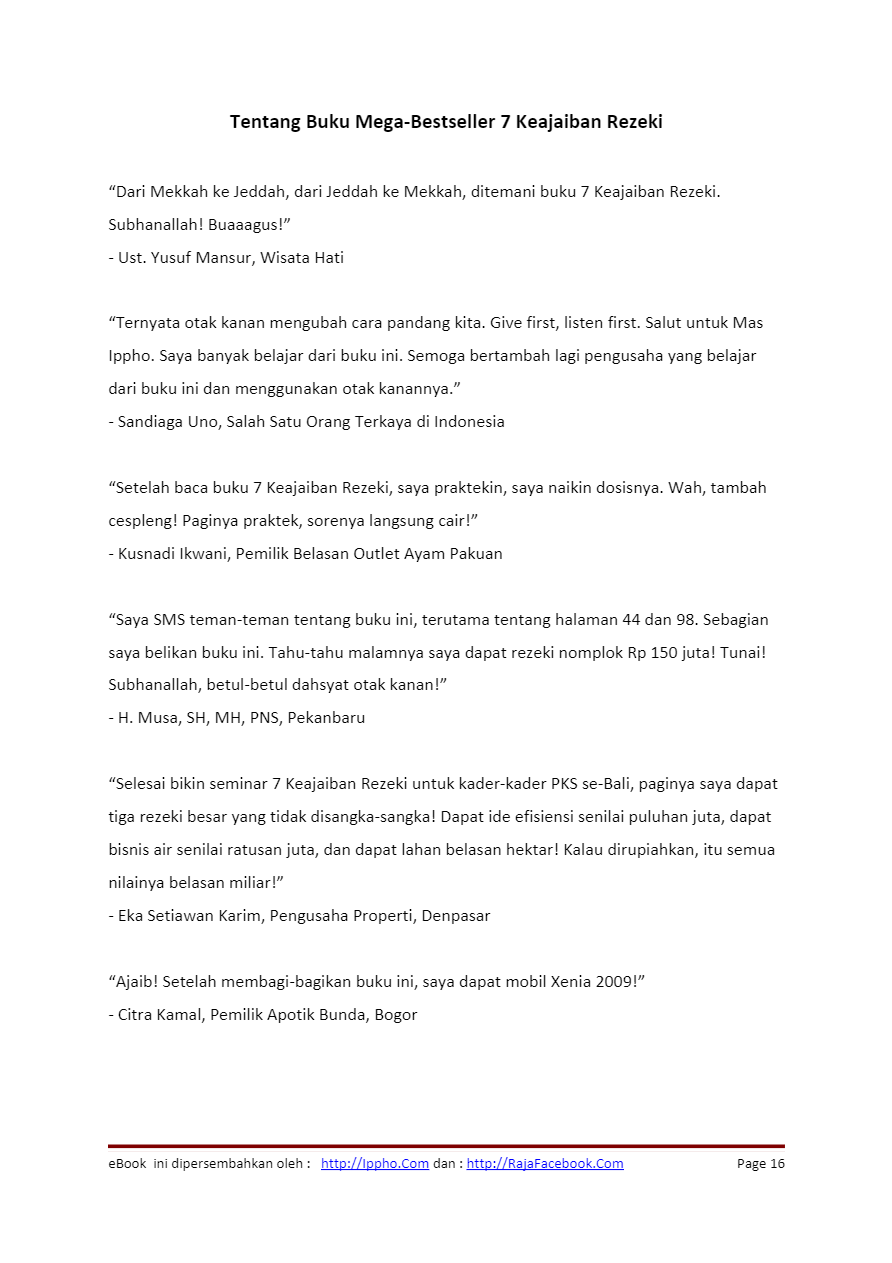 Tentang Buku Mega-Bestseller 7 Keajaiban Rezeki
“Dari Mekkah ke Jeddah, dari Jeddah ke Mekkah, ditemani buku 7 Keajaiban Rezeki.
Subhanallah! Buaaagus!”
- Ust. Yusuf Mansur, Wisata Hati
“Ternyata otak kanan mengubah cara pandang kita. Give first, listen first. Salut untuk Mas
Ippho. Saya banyak belajar dari buku ini. Semoga bertambah lagi pengusaha yang belajar
dari buku ini dan menggunakan otak kanannya.”
- Sandiaga Uno, Salah Satu Orang Terkaya di Indonesia
“Setelah baca buku 7 Keajaiban Rezeki, saya praktekin, saya naikin dosisnya. Wah, tambah
cespleng! Paginya praktek, sorenya langsung cair!”
- Kusnadi Ikwani, Pemilik Belasan Outlet Ayam Pakuan
“Saya SMS teman-teman tentang buku ini, terutama tentang halaman 44 dan 98. Sebagian
saya belikan buku ini. Tahu-tahu malamnya saya dapat rezeki nomplok Rp 150 juta! Tunai!
Subhanallah, betul-betul dahsyat otak kanan!”
- H. Musa, SH, MH, PNS, Pekanbaru
“Selesai bikin seminar 7 Keajaiban Rezeki untuk kader-kader PKS se-Bali, paginya saya dapat
tiga rezeki besar yang tidak disangka-sangka! Dapat ide efisiensi senilai puluhan juta, dapat
bisnis air senilai ratusan juta, dan dapat lahan belasan hektar! Kalau dirupiahkan, itu semua
nilainya belasan miliar!”
- Eka Setiawan Karim, Pengusaha Properti, Denpasar
“Ajaib! Setelah membagi-bagikan buku ini, saya dapat mobil Xenia 2009!”
- Citra Kamal, Pemilik Apotik Bunda, Bogor
eBook ini dipersembahkan oleh : http://Ippho.Com dan : http://RajaFacebook.Com Page 16